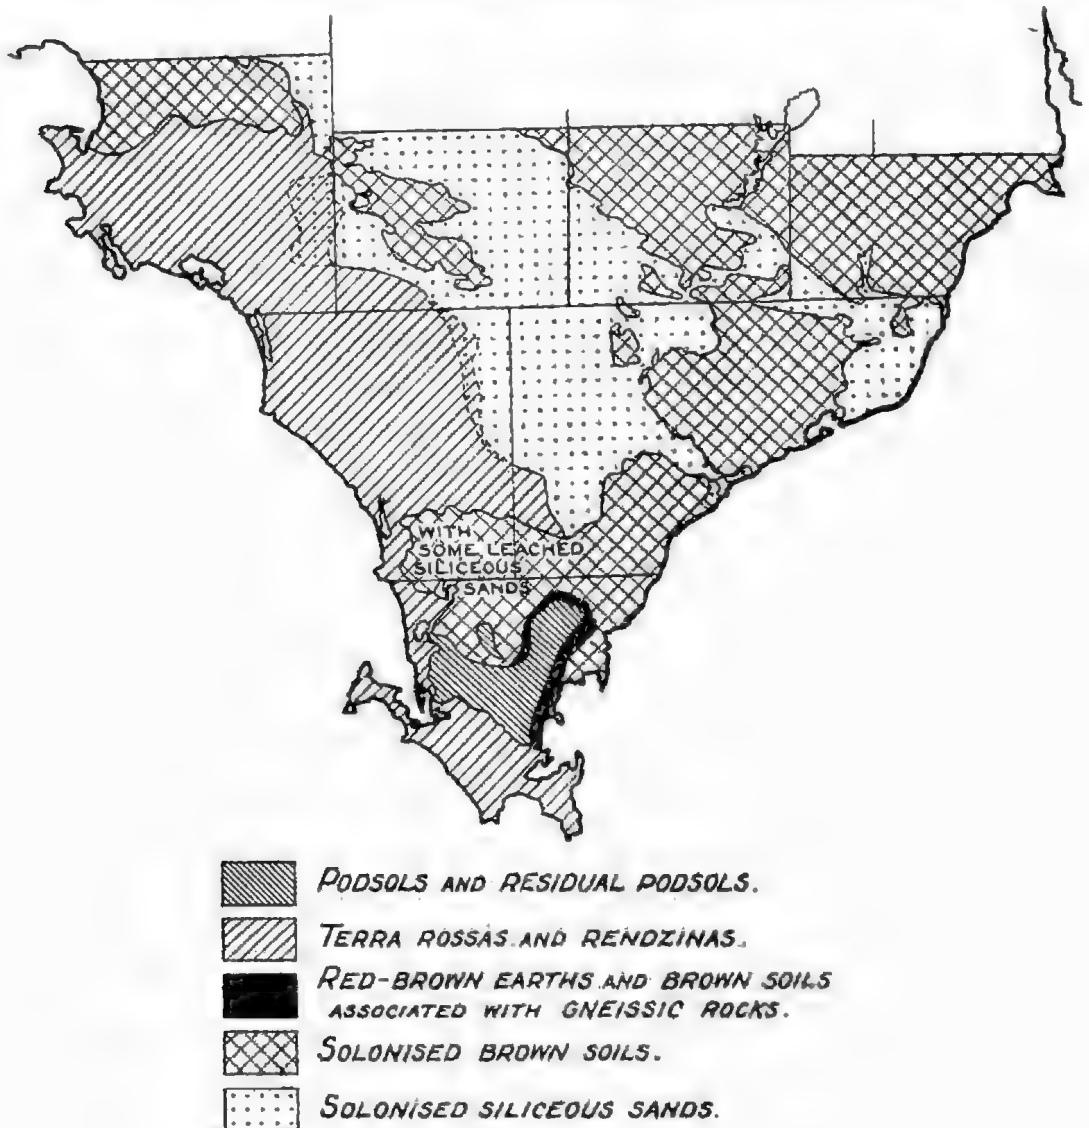 WITH
SOME LEACHED
SILICEOUS
SANDS
PODSOLS AND RESIDUAL PODSOLS.
TERRA ROSSAS AND RENDZINAS.
RED-BROWN EARTHS AND BROWN SOILS
ASSOCIATED WITH GNEISSIC ROCKS.
SOLONISED BROWN SOILS.
SOLONISED SILICEOUS SANDS.